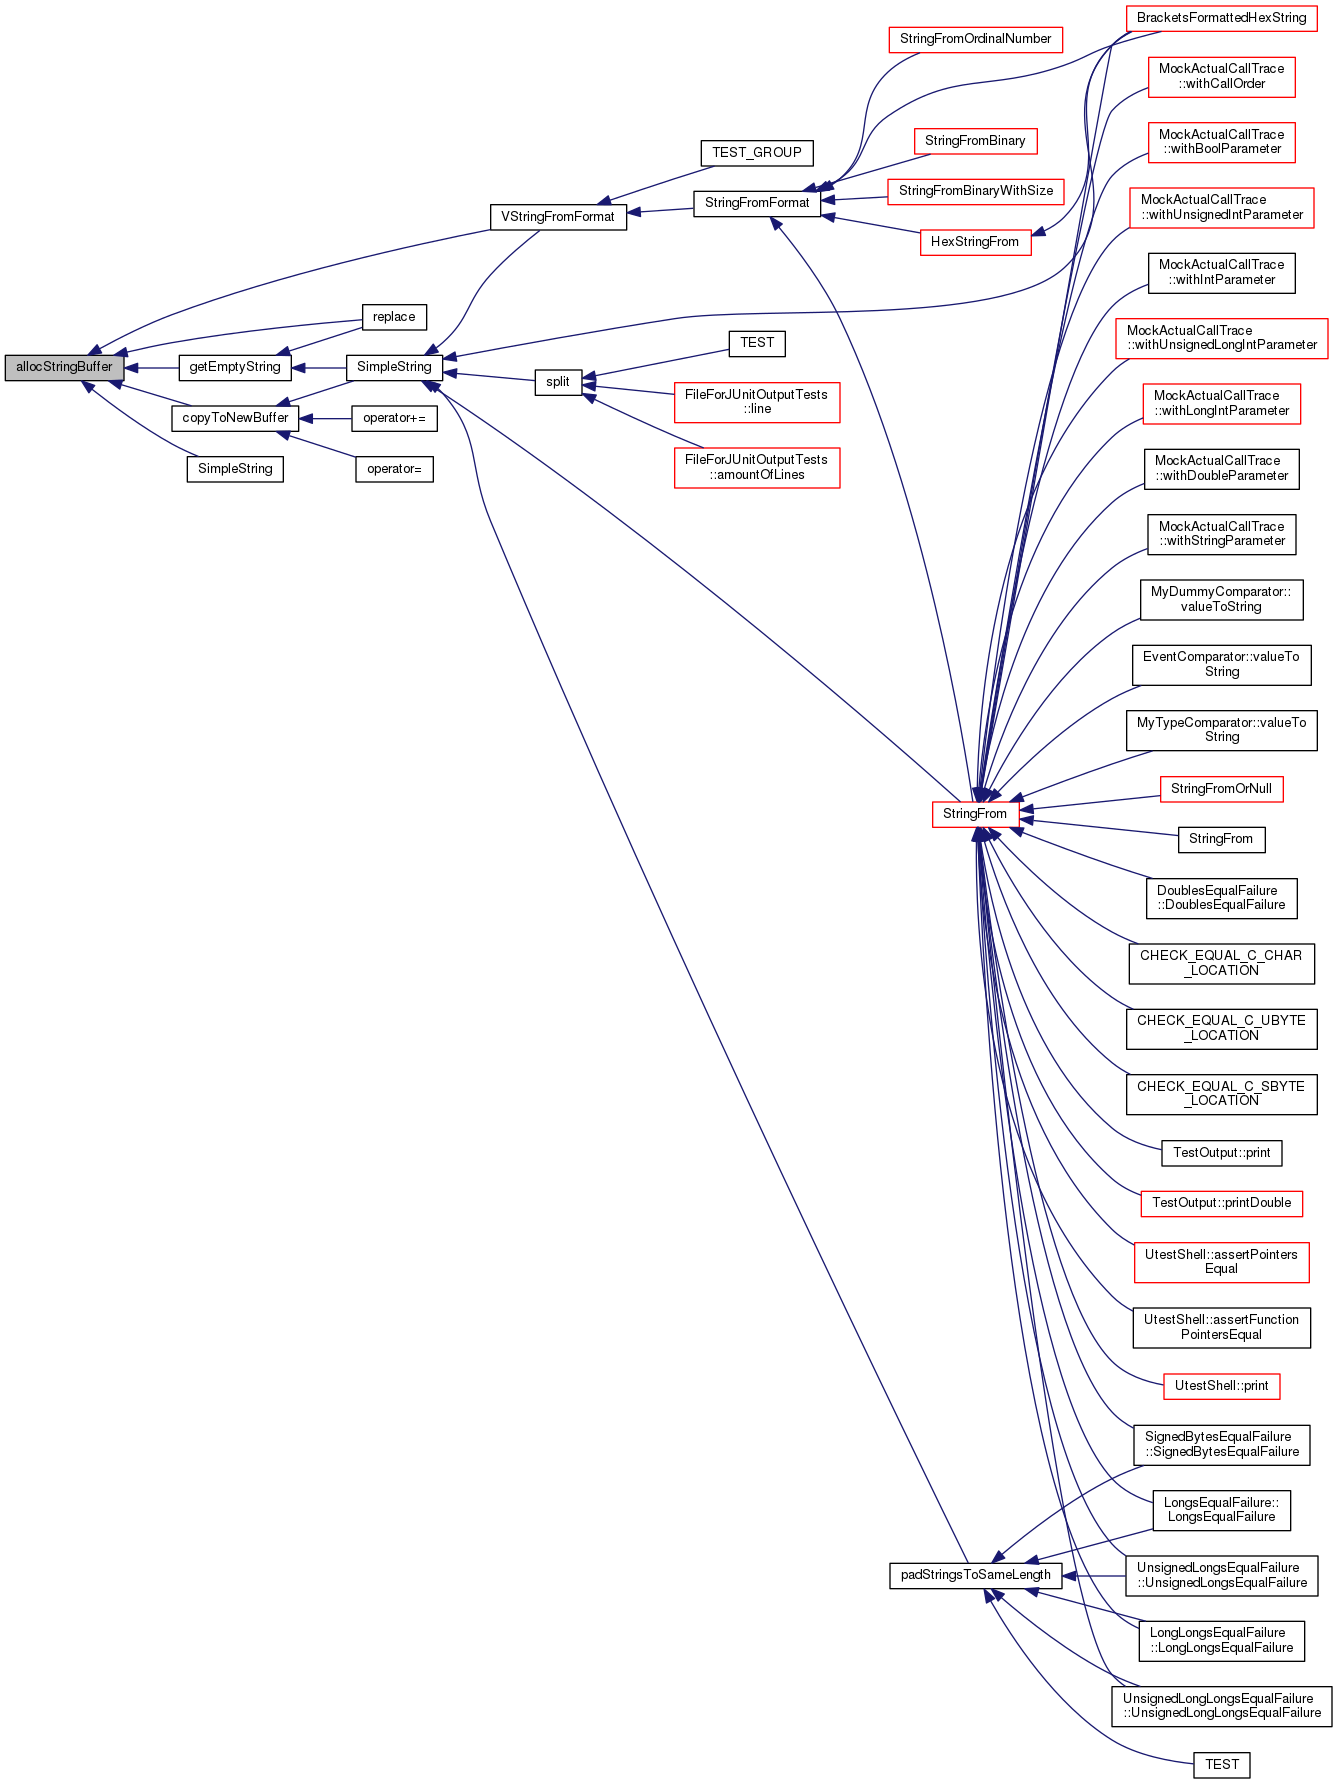 allocStringBuffer
VStringFromFormat
replace
getEmptyString
copyToNewBuffer
SimpleString
SimpleString
operator+=
operator=
TEST_GROUP
StringFromFormat
TEST
split
FileForJUnitOutputTests
::line
FileForJUnitOutputTests
::amountOfLines
StringFromOrdinalNumber
StringFromBinary
StringFromBinaryWithSize
HexStringFrom
StringFrom
padStringsToSameLength
BracketsFormattedHexString
MockActualCallTrace
::withCallOrder
MockActualCallTrace
::withBoolParameter
MockActualCallTrace
::withUnsignedIntParameter
MockActualCallTrace
::withIntParameter
MockActualCallTrace
::withUnsignedLongIntParameter
MockActualCallTrace
::withLongIntParameter
MockActualCallTrace
::withDoubleParameter
MockActualCallTrace
::withStringParameter
MyDummyComparator::
valueToString
EventComparator::valueTo
String
MyTypeComparator::valueTo
String
StringFromOrNull
StringFrom
DoublesEqualFailure
::DoublesEqualFailure
CHECK_EQUAL_C_CHAR
_LOCATION
CHECK_EQUAL_C_UBYTE
_LOCATION
CHECK_EQUAL_C_SBYTE
_LOCATION
TestOutput::print
TestOutput::printDouble
UtestShell::assertPointers
Equal
UtestShell::assertFunction
PointersEqual
UtestShell::print
SignedBytesEqualFailure
::SignedBytesEqualFailure
LongsEqualFailure::
LongsEqualFailure
UnsignedLongsEqualFailure
::UnsignedLongsEqualFailure
LongLongsEqualFailure
::LongLongsEqualFailure
UnsignedLongLongsEqualFailure
::UnsignedLongLongsEqualFailure
TEST